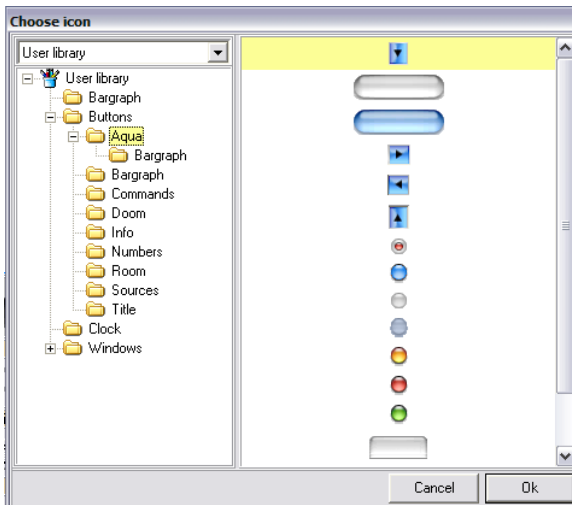 Choose icon
User library
User library
Bargraph
Buttons
Aqua
Bargraph
Bargraph
Commands
Doom
Info
Numbers
Room
Sources
Title
Clock
Windows
Cancel
Ok